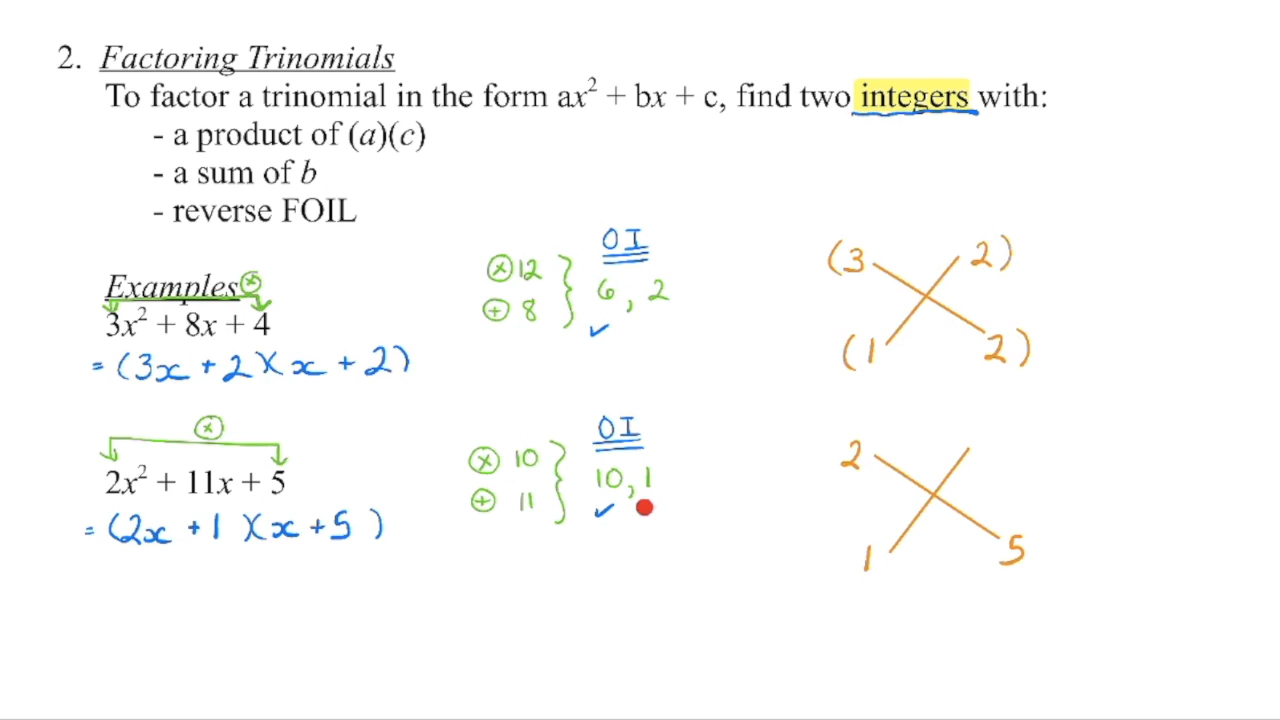 2. Factoring Trinomials
To factor a trinomial in the form ax² + bx + c, find two integers with:
- a product of (a)(c)
- a sum of b
- reverse FOIL
Examples ⊗
3x² + 8x + 4
= (3x + 2)(x + 2)
O I
⊗ 12
⊕ 8 } 6, 2
✓
(3 2)
(1 2)
⊗
2x² + 11x + 5
= (2x + 1)(x + 5)
O I
⊗ 10
⊕ 11 } 10, 1
✓
2
1 5